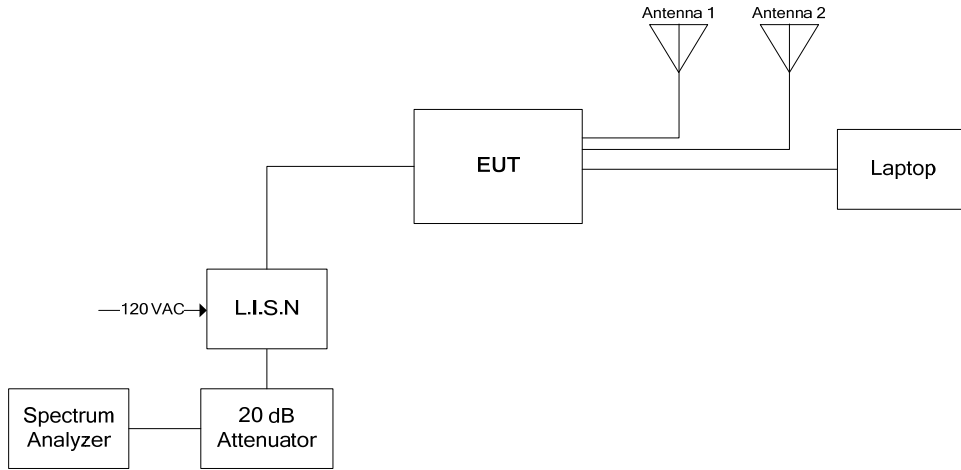 Antenna 1
Antenna 2
EUT
Laptop
120 VAC
L.I.S.N
Spectrum
Analyzer
20 dB
Attenuator